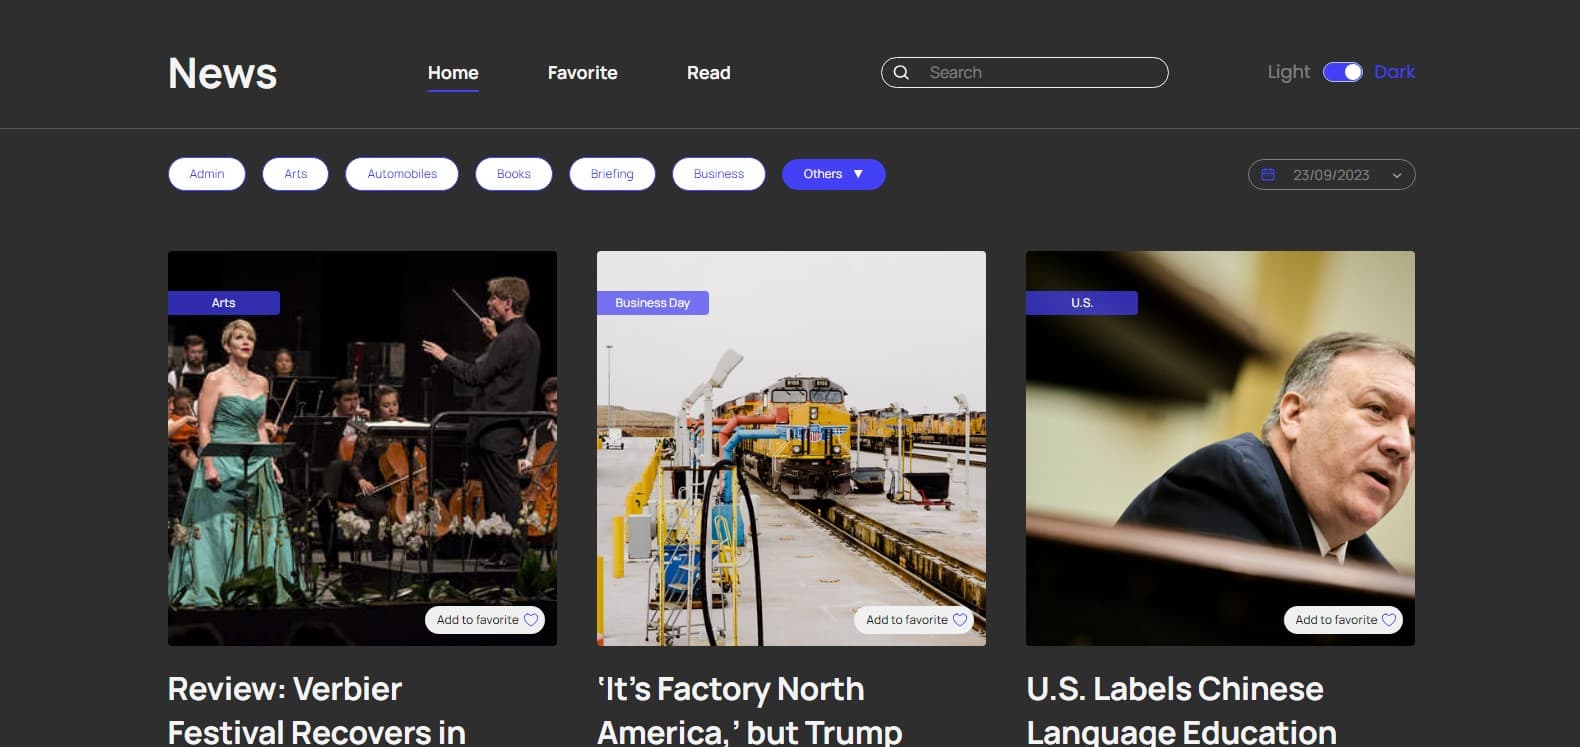 News
Home
Favorite
Read
Search
Light
Dark
Admin
Arts
Automobiles
Books
Briefing
Business
Others
23/09/2023
Arts
Business Day
U.S.
Add to favorite
Add to favorite
Add to favorite
Review: Verbier
Festival Recovers in
‘It’s Factory North
America,’ but Trump
U.S. Labels Chinese
Language Education